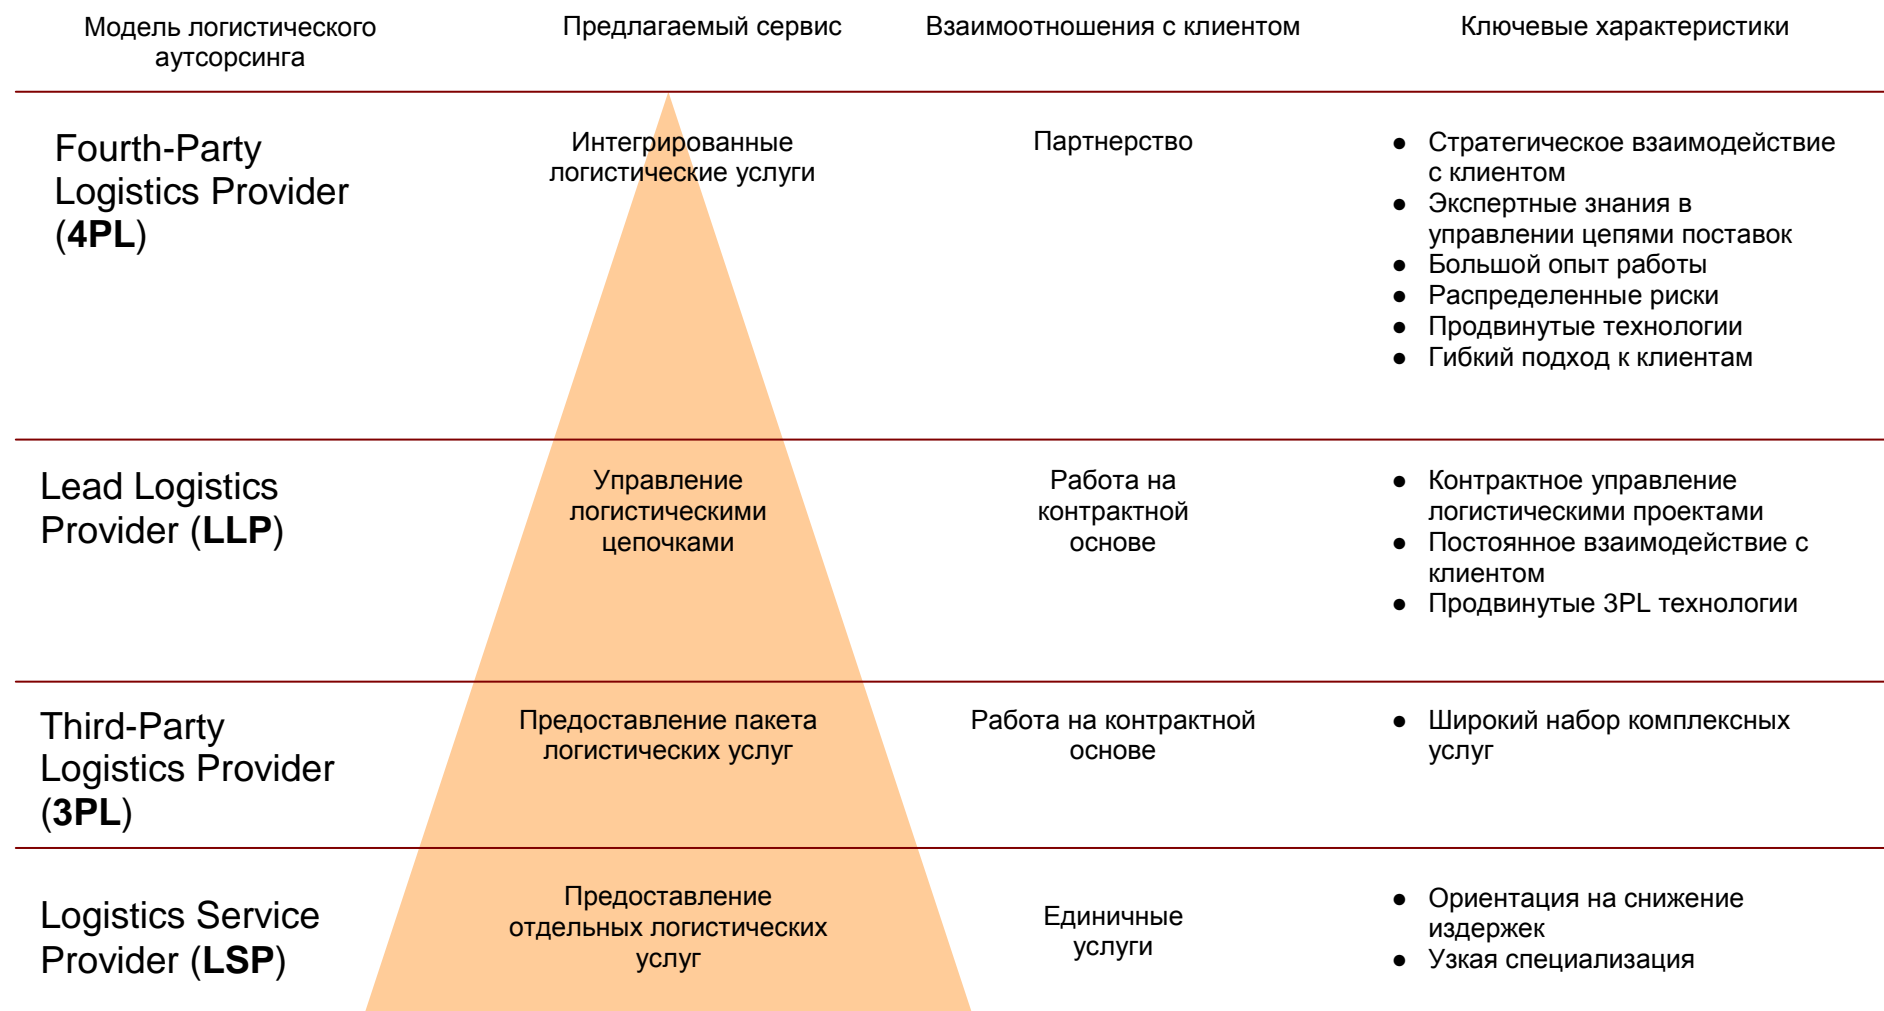 Модель логистического
аутсорсинга
Предлагаемый сервис
Взаимоотношения с клиентом
Ключевые характеристики
Fourth-Party
Logistics Provider
(4PL)
Интегрированные
логистические услуги
Партнерство
● Стратегическое взаимодействие
с клиентом
● Экспертные знания в
управлении цепями поставок
● Большой опыт работы
● Распределенные риски
● Продвинутые технологии
● Гибкий подход к клиентам
Lead Logistics
Provider (LLP)
Управление
логистическими
цепочками
Работа на
контрактной
основе
● Контрактное управление
логистическими проектами
● Постоянное взаимодействие с
клиентом
● Продвинутые 3PL технологии
Third-Party
Logistics Provider
(3PL)
Предоставление пакета
логистических услуг
Работа на контрактной
основе
● Широкий набор комплексных
услуг
Logistics Service
Provider (LSP)
Предоставление
отдельных логистических
услуг
Единичные
услуги
● Ориентация на снижение
издержек
● Узкая специализация